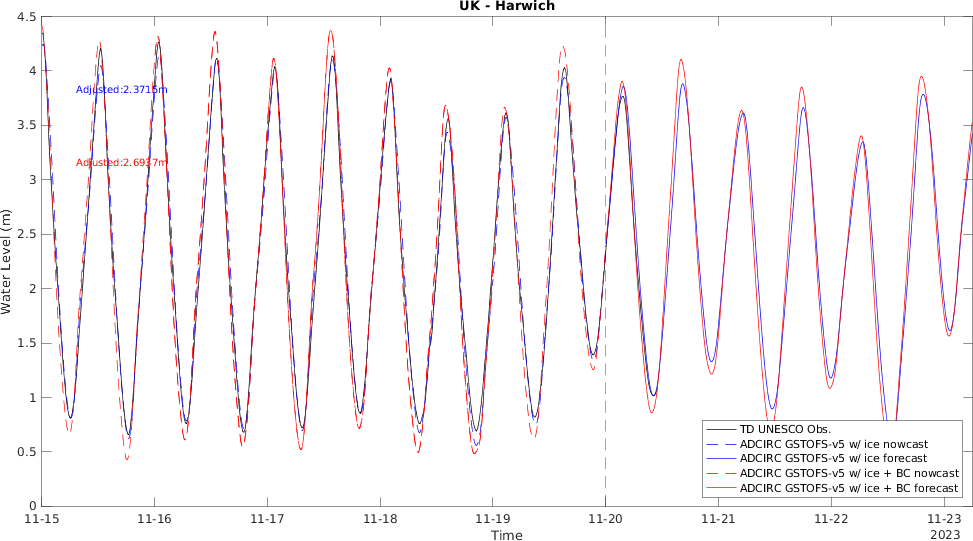 UK - Harwich
4.5
4
3.5
3
2.5
2
1.5
1
0.5
0
Water Level (m)
Adjusted:2.3715m
Adjusted:2.6937m
TD UNESCO Obs.
ADCIRC GSTOFS-v5 w/ ice nowcast
ADCIRC GSTOFS-v5 w/ ice forecast
ADCIRC GSTOFS-v5 w/ ice + BC nowcast
ADCIRC GSTOFS-v5 w/ ice + BC forecast
11-15 11-16 11-17 11-18 11-19 11-20 11-21 11-22 11-23
Time
2023